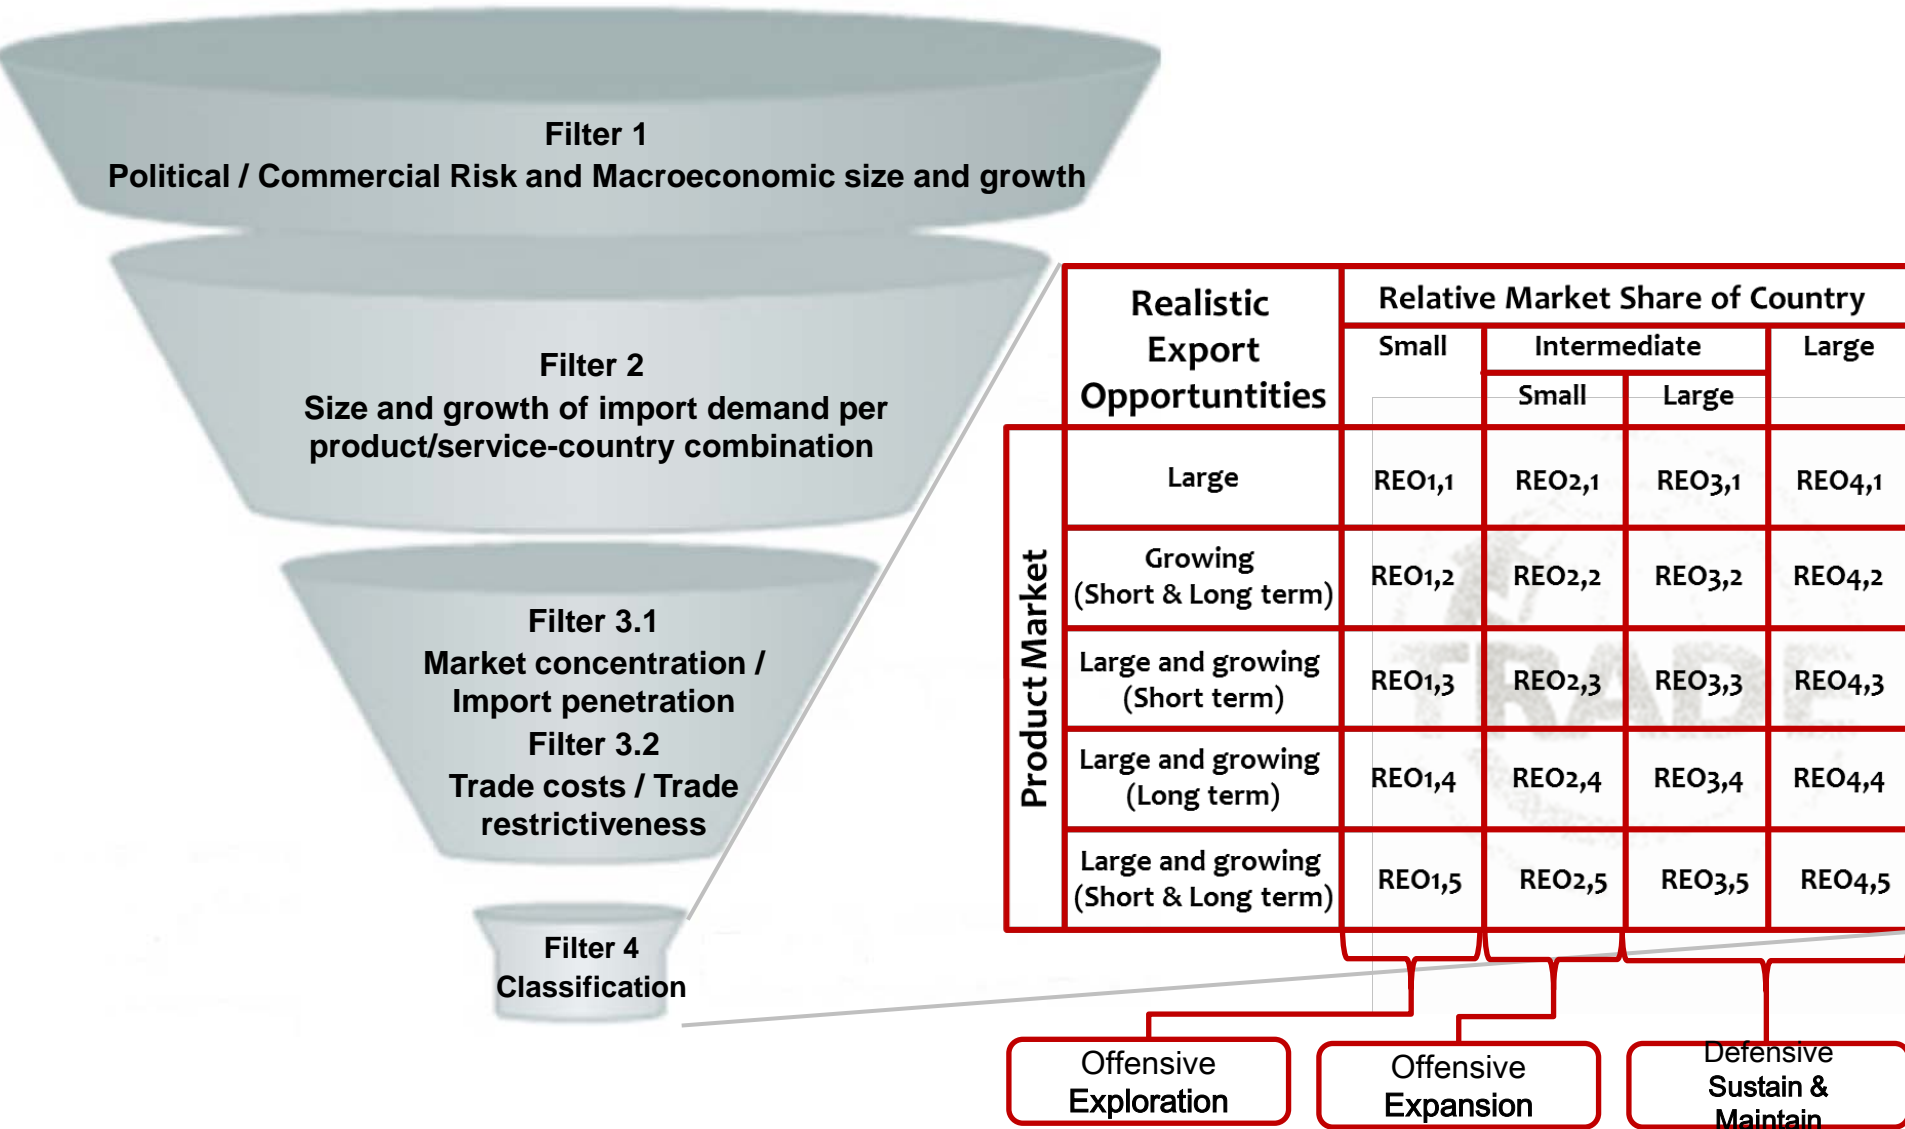 Filter 1
Political / Commercial Risk and Macroeconomic size and growth
Filter 2
Size and growth of import demand per
product/service-country combination
Filter 3.1
Market concentration /
Import penetration
Filter 3.2
Trade costs / Trade
restrictiveness
Filter 4
Classification
Realistic
Export
Opportuntities
Relative Market Share of Country
Small
Intermediate
Large
Small
Large
Product Market
Large
REO1,1
REO2,1
REO3,1
REO4,1
Growing
(Short & Long term)
REO1,2
REO2,2
REO3,2
REO4,2
Large and growing
(Short term)
REO1,3
REO2,3
REO3,3
REO4,3
Large and growing
(Long term)
REO1,4
REO2,4
REO3,4
REO4,4
Large and growing
(Short & Long term)
REO1,5
REO2,5
REO3,5
REO4,5
TRADE
Offensive
Exploration
Offensive
Expansion
Defensive
Sustain &
Maintain